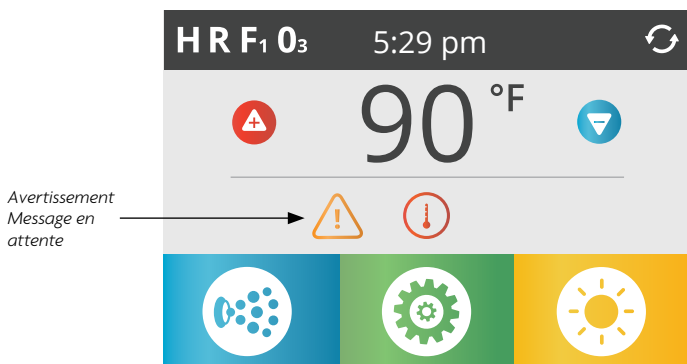 H R F1 03 5:29 pm
90 °F
Avertissement
Message en
attente